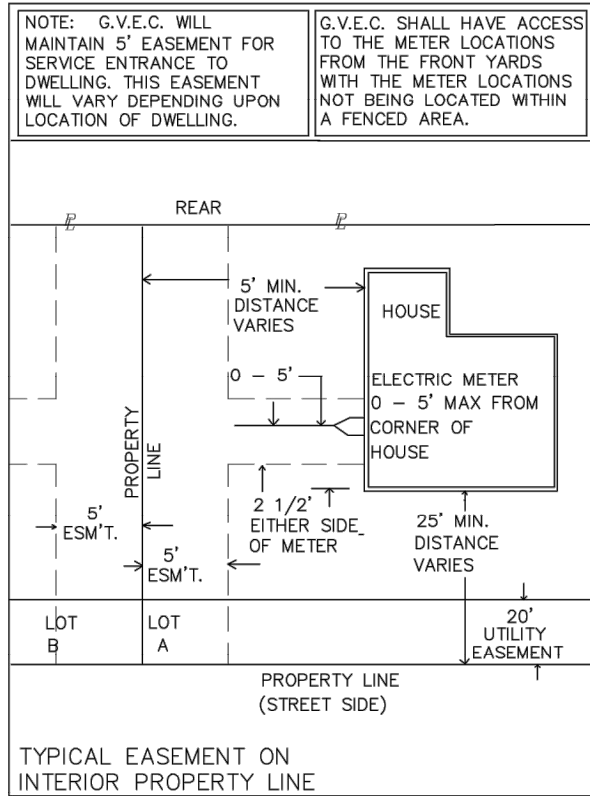 NOTE: G.V.E.C. WILL
MAINTAIN 5' EASEMENT FOR
SERVICE ENTRANCE TO
DWELLING. THIS EASEMENT
WILL VARY DEPENDING UPON
LOCATION OF DWELLING.
G.V.E.C. SHALL HAVE ACCESS
TO THE METER LOCATIONS
FROM THE FRONT YARDS
WITH THE METER LOCATIONS
NOT BEING LOCATED WITHIN
A FENCED AREA.
REAR
PL
PL
5' MIN.
DISTANCE
VARIES
HOUSE
0 – 5'
ELECTRIC METER
0 – 5' MAX FROM
CORNER OF
HOUSE
PROPERTY
LINE
5'
ESM'T.
5'
ESM'T.
2 1/2'
EITHER SIDE
OF METER
25' MIN.
DISTANCE
VARIES
LOT
B
LOT
A
20'
UTILITY
EASEMENT
PROPERTY LINE
(STREET SIDE)
TYPICAL EASEMENT ON
INTERIOR PROPERTY LINE